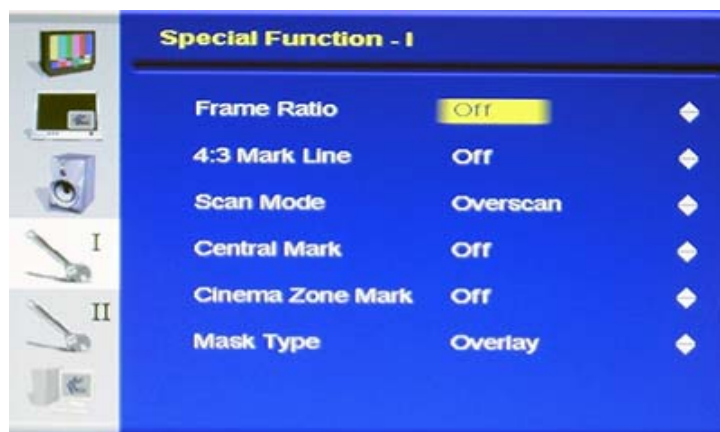 Special Function - I
Frame Ratio Off
4:3 Mark Line Off
Scan Mode Overscan
I Central Mark Off
II Cinema Zone Mark Off
Mask Type Overlay